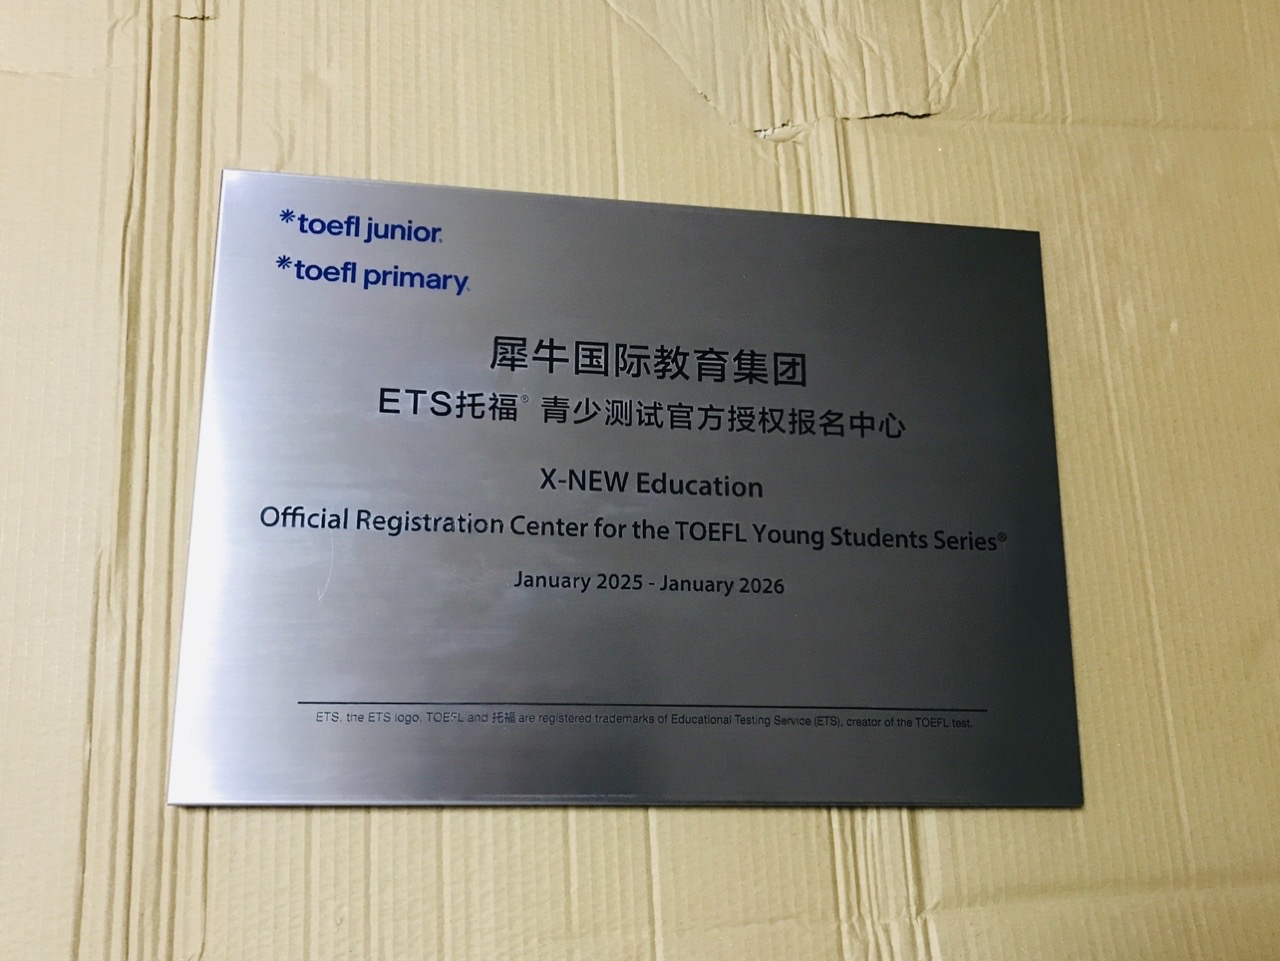 *toefl junior®
*toefl primary®
犀牛国际教育集团
ETS托福® 青少测试官方授权报名中心
X-NEW Education
Official Registration Center for the TOEFL Young Students Series®
January 2025 - January 2026
ETS, the ETS logo, TOEFL and 托福 are registered trademarks of Educational Testing Service (ETS), creator of the TOEFL test.